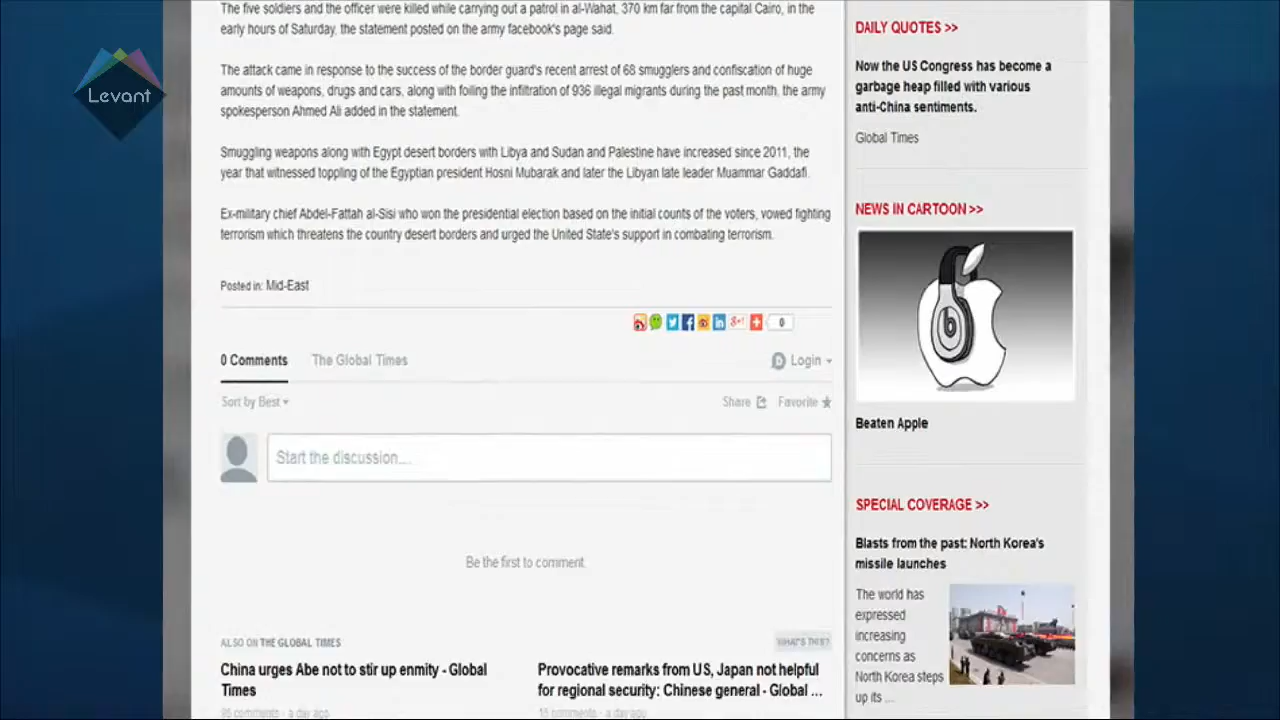 The five soldiers and the officer were killed while carrying out a patrol in al-Wahat, 370 km far from the capital Cairo, in the
early hours of Saturday, the statement posted on the army facebook's page said.
The attack came in response to the success of the border guard's recent arrest of 68 smugglers and confiscation of huge
amounts of weapons, drugs and cars, along with foiling the infiltration of 936 illegal migrants during the past month, the army
spokesperson Ahmed Ali added in the statement.
Smuggling weapons along with Egypt desert borders with Libya and Sudan and Palestine have increased since 2011, the
year that witnessed toppling of the Egyptian president Hosni Mubarak and later the Libyan late leader Muammar Gaddafi.
Ex-military chief Abdel-Fattah al-Sisi who won the presidential election based on the initial counts of the voters, vowed fighting
terrorism which threatens the country desert borders and urged the United State's support in combating terrorism.
Posted in: Mid-East
0
0 Comments
The Global Times
Login
Sort by Best
Share
Favorite
Start the discussion...
Be the first to comment.
ALSO ON THE GLOBAL TIMES
WHAT'S THIS?
China urges Abe not to stir up enmity - Global
Times
95 comments · a day ago
Provocative remarks from US, Japan not helpful
for regional security: Chinese general - Global ...
15 comments · a day ago
DAILY QUOTES >>
Now the US Congress has become a
garbage heap filled with various
anti-China sentiments.
Global Times
NEWS IN CARTOON >>
b
Beaten Apple
SPECIAL COVERAGE >>
Blasts from the past: North Korea's
missile launches
The world has
expressed
increasing
concerns as
North Korea steps
up its ...
Levant